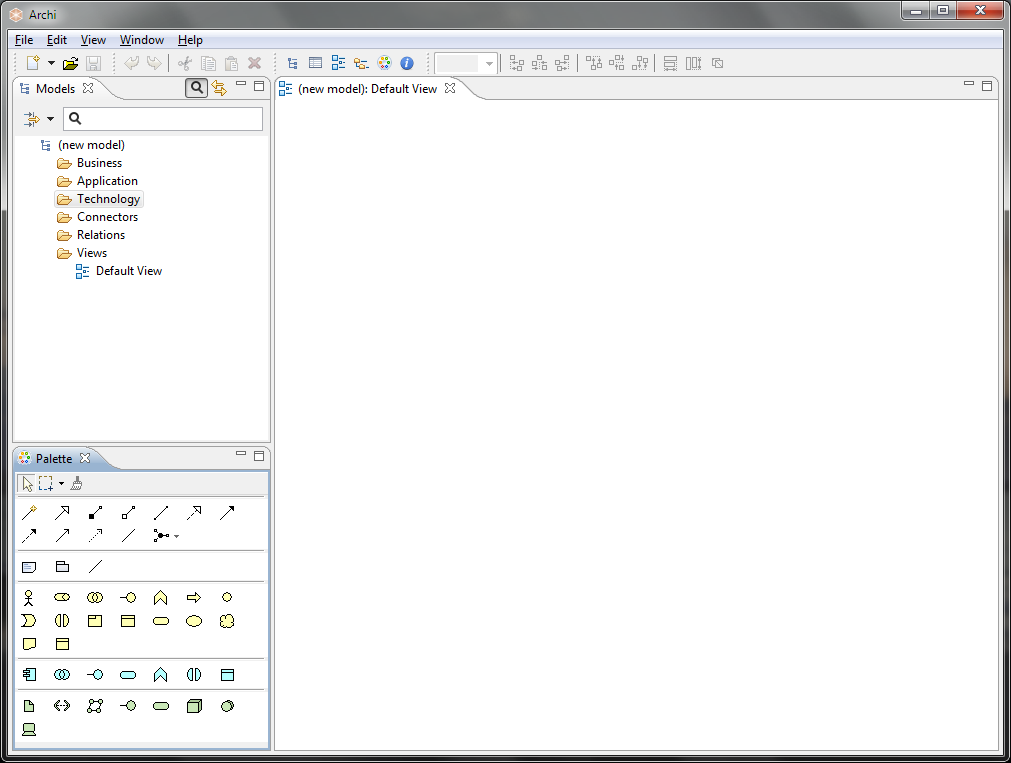 Archi
File Edit View Window Help
Models
(new model): Default View
(new model)
Business
Application
Technology
Connectors
Relations
Views
Default View
Palette